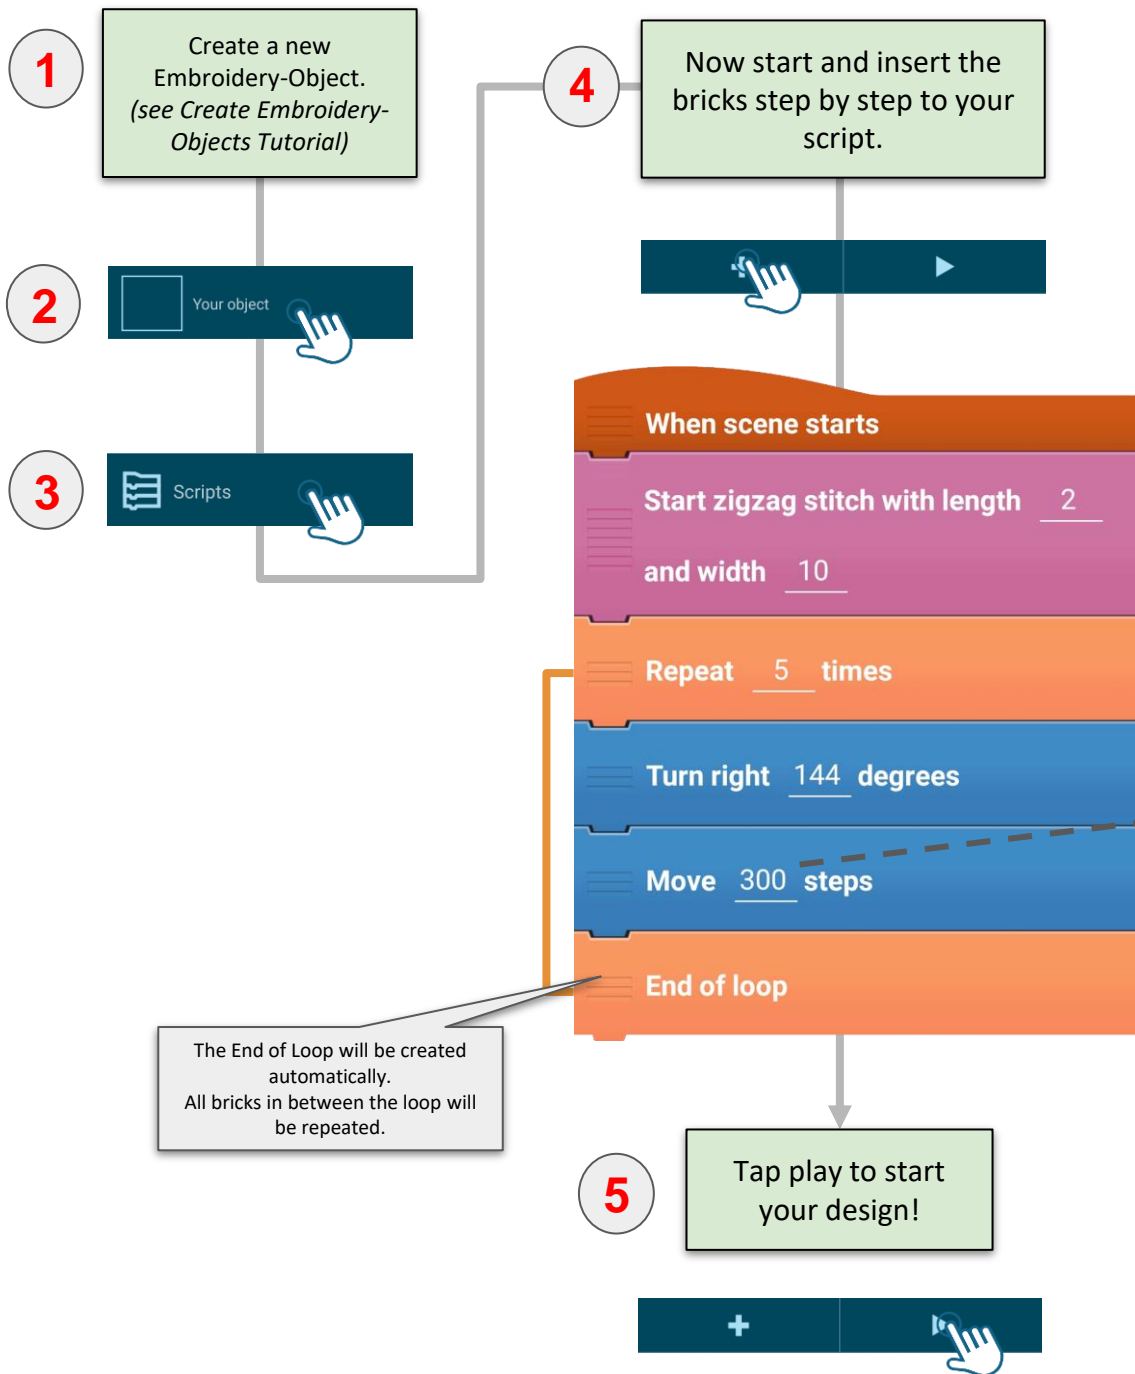 1
Create a new
Embroidery-Object.
(see Create Embroidery-
Objects Tutorial)
2
Your object
3
Scripts
4
Now start and insert the
bricks step by step to your
script.
When scene starts
Start zigzag stitch with length 2
and width 10
Repeat 5 times
Turn right 144 degrees
Move 300 steps
End of loop
The End of Loop will be created
automatically.
All bricks in between the loop will
be repeated.
5
Tap play to start
your design!